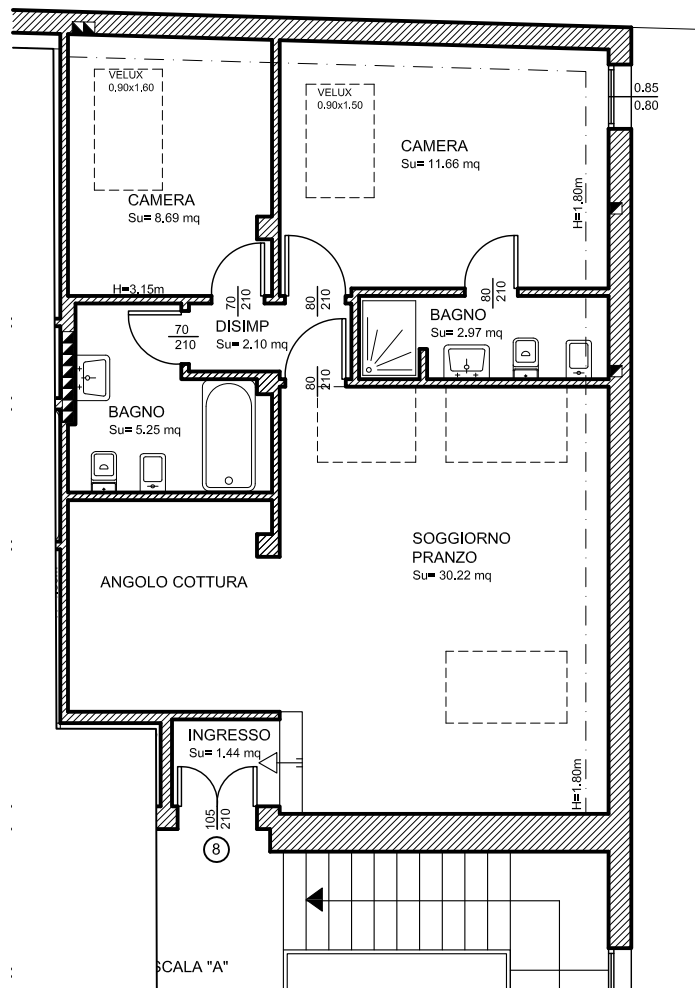 VELUX
0,90x1,60
VELUX
0,90x1,50
0.85
0.80
CAMERA
Su= 11.66 mq
CAMERA
Su= 8.69 mq
H=1.80m
H=3.15m
70
210
80
210
80
210
BAGNO
Su= 2.97 mq
70
210
DISIMP
Su= 2.10 mq
80
210
BAGNO
Su= 5.25 mq
SOGGIORNO
PRANZO
Su= 30.22 mq
ANGOLO COTTURA
INGRESSO
Su= 1.44 mq
H=1.80m
105
210
8
SCALA "A"